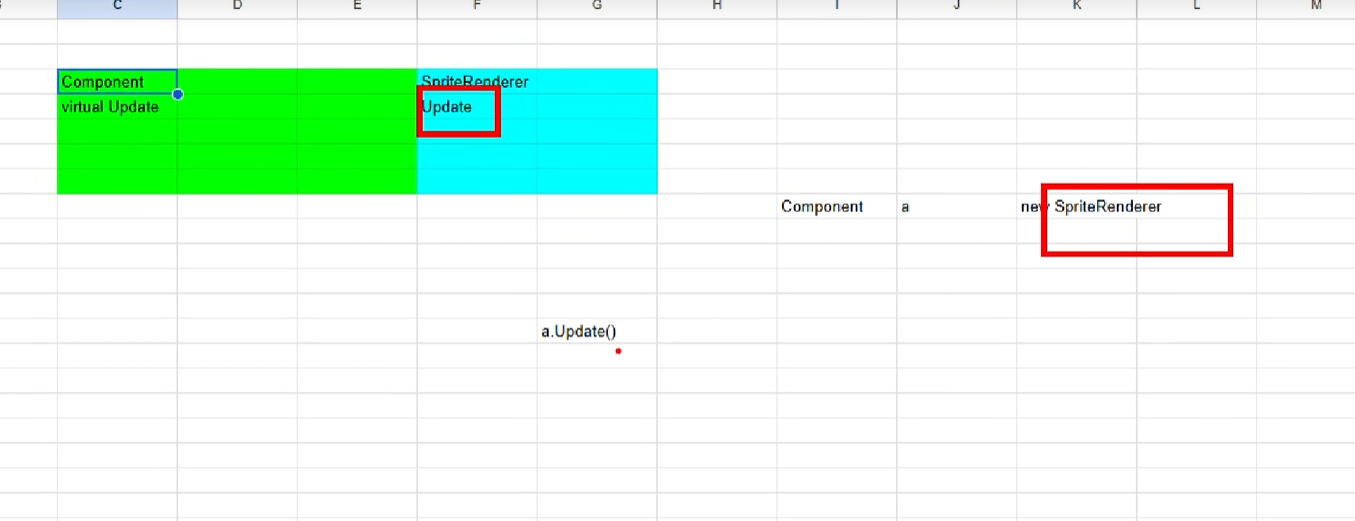 C D E F G H I J K L M
Component SpriteRenderer
virtual Update Update
Component a new SpriteRenderer
a.Update()